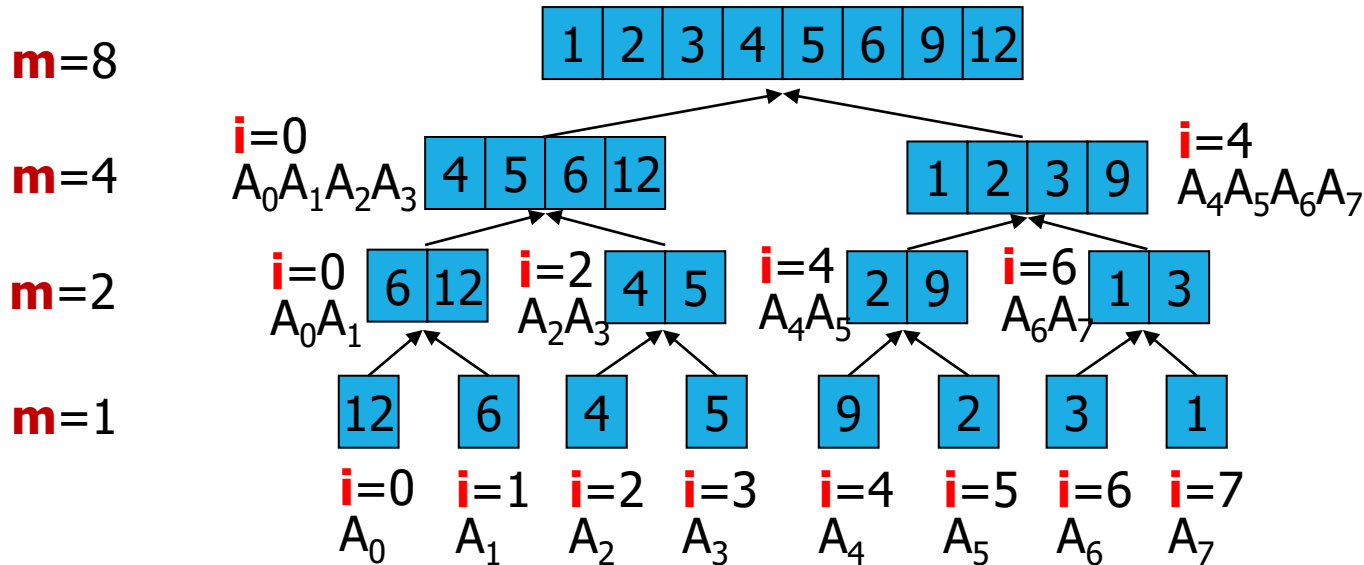 m=8 1 2 3 4 5 6 9 12
i=0 i=4
m=4 A₀A₁A₂A₃ 4 5 6 12 1 2 3 9 A₄A₅A₆A₇
i=0 i=2 i=4 i=6
m=2 A₀A₁ 6 12 A₂A₃ 4 5 A₄A₅ 2 9 A₆A₇ 1 3
m=1 12 6 4 5 9 2 3 1
i=0 i=1 i=2 i=3 i=4 i=5 i=6 i=7
A₀ A₁ A₂ A₃ A₄ A₅ A₆ A₇